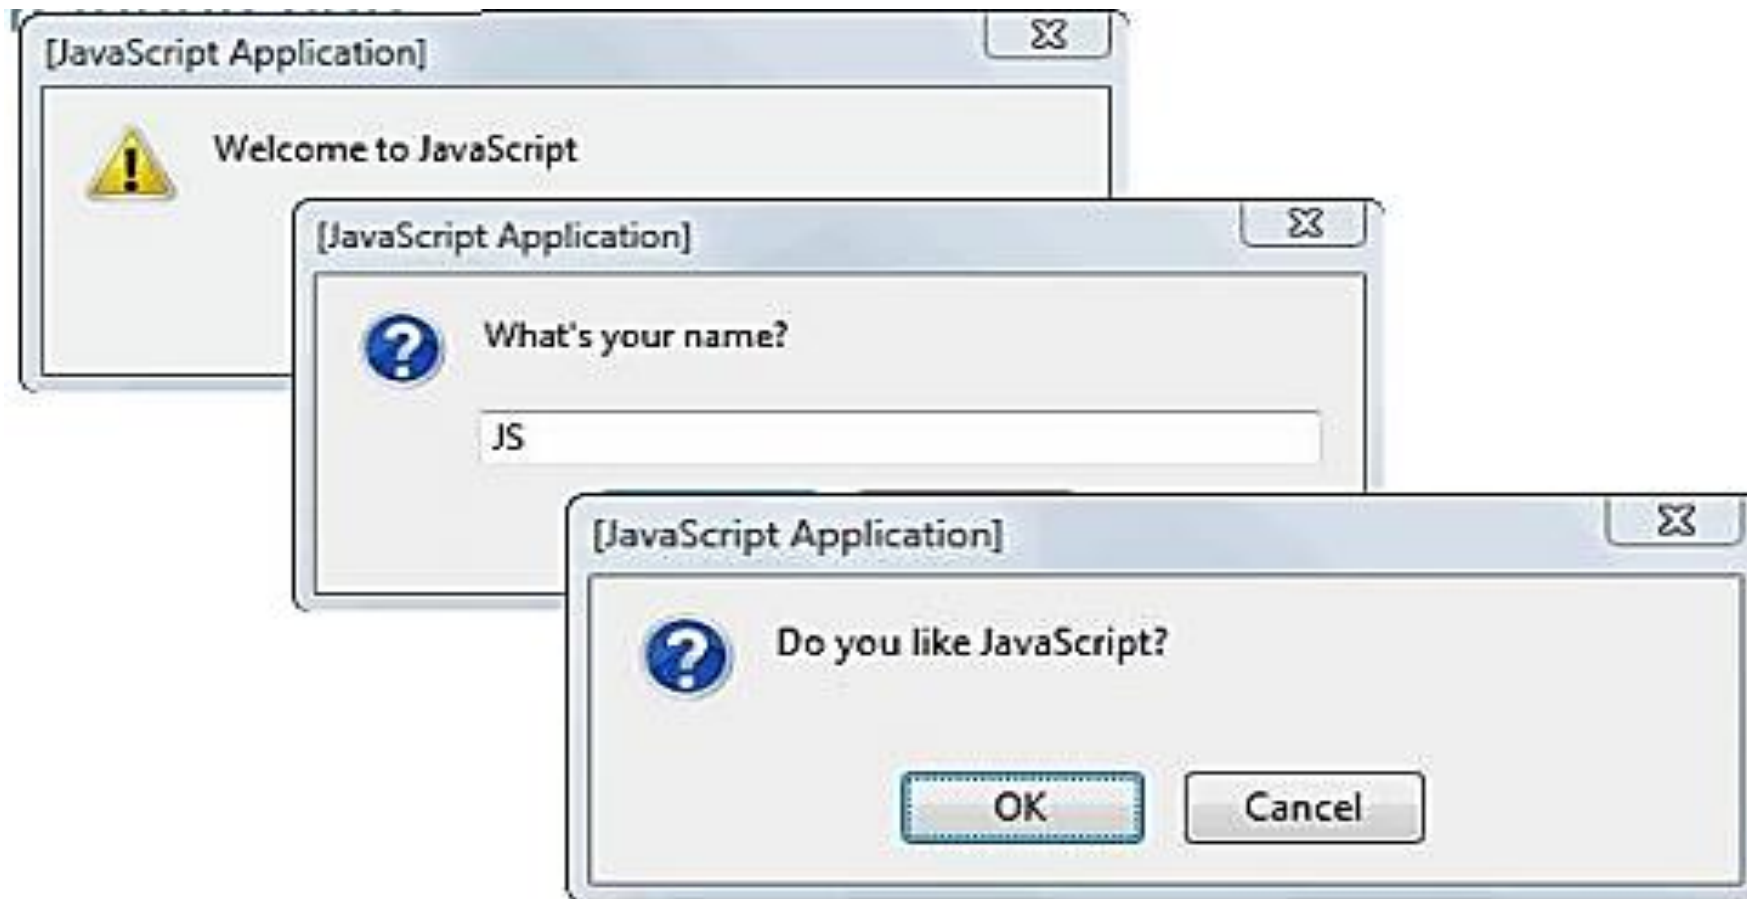 [JavaScript Application]
Welcome to JavaScript
[JavaScript Application]
What's your name?
JS
[JavaScript Application]
Do you like JavaScript?
OK Cancel